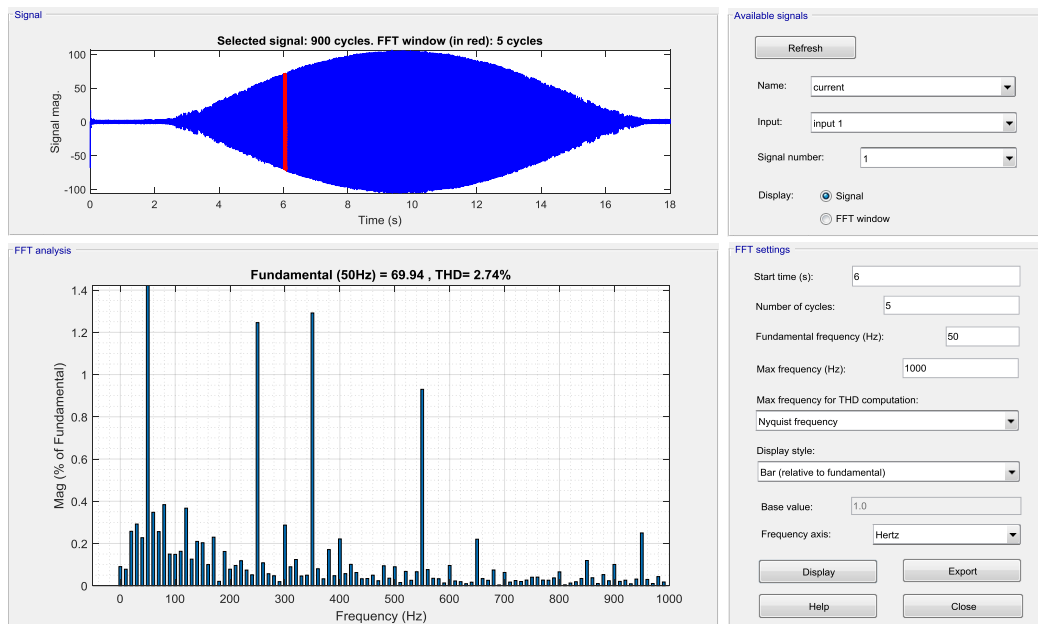 Signal
Selected signal: 900 cycles. FFT window (in red): 5 cycles
Signal mag.
100
50
0
-50
-100
0 2 4 6 8 10 12 14 16 18
Time (s)
Available signals
Refresh
Name: current
Input: input 1
Signal number: 1
Display: Signal
FFT window
FFT analysis
Fundamental (50Hz) = 69.94 , THD= 2.74%
Mag (% of Fundamental)
1.4
1.2
1
0.8
0.6
0.4
0.2
0
0 100 200 300 400 500 600 700 800 900 1000
Frequency (Hz)
FFT settings
Start time (s): 6
Number of cycles: 5
Fundamental frequency (Hz): 50
Max frequency (Hz): 1000
Max frequency for THD computation:
Nyquist frequency
Display style:
Bar (relative to fundamental)
Base value: 1.0
Frequency axis: Hertz
Display Export
Help Close